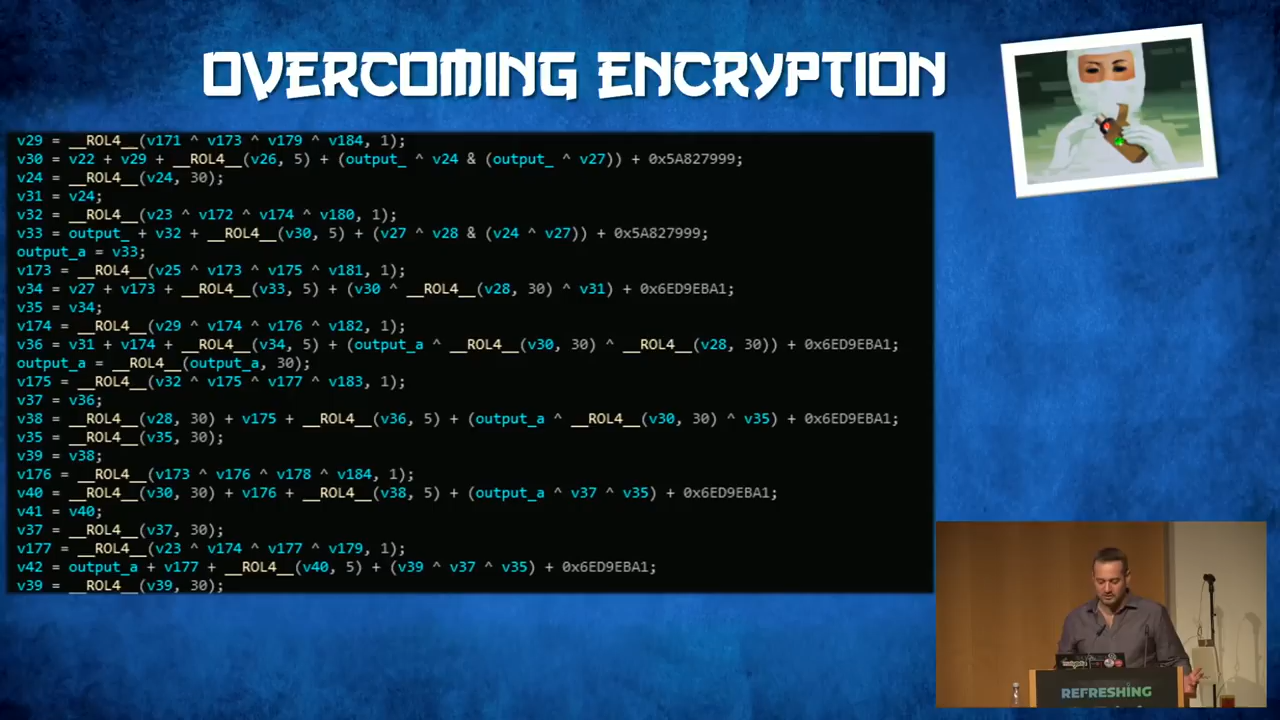 OVERCOMING ENCRYPTION
v29 = __ROL4__(v171 ^ v173 ^ v179 ^ v184, 1);
v30 = v22 + v29 + __ROL4__(v26, 5) + (output_ ^ v24 & (output_ ^ v27)) + 0x5A827999;
v24 = __ROL4__(v24, 30);
v31 = v24;
v32 = __ROL4__(v23 ^ v172 ^ v174 ^ v180, 1);
v33 = output_ + v32 + __ROL4__(v30, 5) + (v27 ^ v28 & (v24 ^ v27)) + 0x5A827999;
output_a = v33;
v173 = __ROL4__(v25 ^ v173 ^ v175 ^ v181, 1);
v34 = v27 + v173 + __ROL4__(v33, 5) + (v30 ^ __ROL4__(v28, 30) ^ v31) + 0x6ED9EBA1;
v35 = v34;
v174 = __ROL4__(v29 ^ v174 ^ v176 ^ v182, 1);
v36 = v31 + v174 + __ROL4__(v34, 5) + (output_a ^ __ROL4__(v30, 30) ^ __ROL4__(v28, 30)) + 0x6ED9EBA1;
output_a = __ROL4__(output_a, 30);
v175 = __ROL4__(v32 ^ v175 ^ v177 ^ v183, 1);
v37 = v36;
v38 = __ROL4__(v28, 30) + v175 + __ROL4__(v36, 5) + (output_a ^ __ROL4__(v30, 30) ^ v35) + 0x6ED9EBA1;
v35 = __ROL4__(v35, 30);
v39 = v38;
v176 = __ROL4__(v173 ^ v176 ^ v178 ^ v184, 1);
v40 = __ROL4__(v30, 30) + v176 + __ROL4__(v38, 5) + (output_a ^ v37 ^ v35) + 0x6ED9EBA1;
v41 = v40;
v37 = __ROL4__(v37, 30);
v177 = __ROL4__(v23 ^ v174 ^ v177 ^ v179, 1);
v42 = output_a + v177 + __ROL4__(v40, 5) + (v39 ^ v37 ^ v35) + 0x6ED9EBA1;
v39 = __ROL4__(v39, 30);
REFRESHING